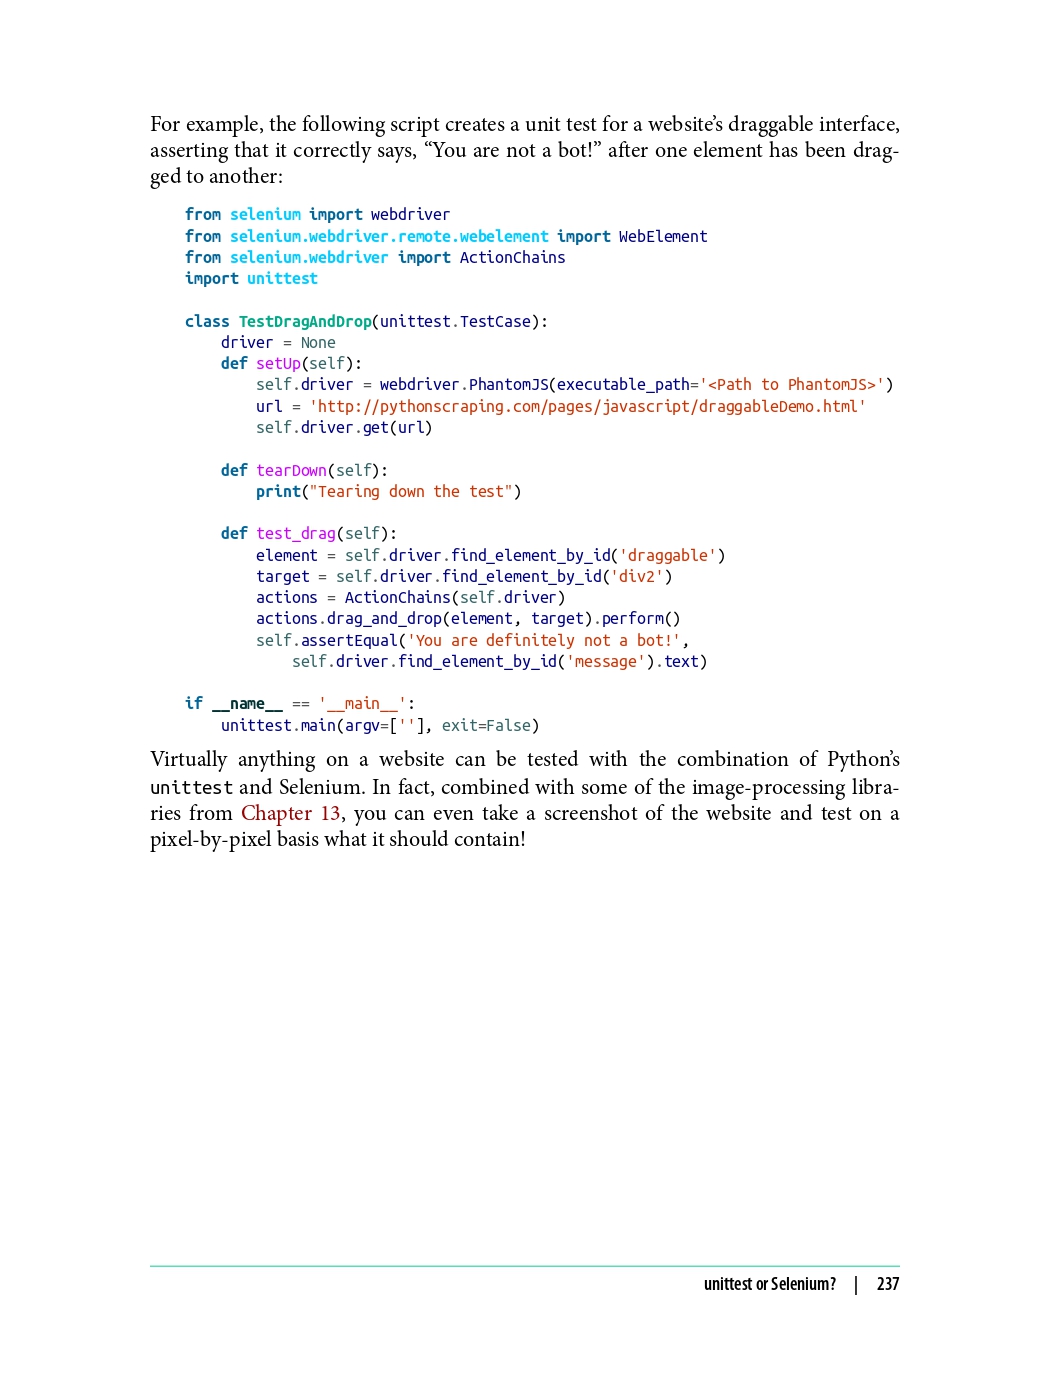 For example, the following script creates a unit test for a website’s draggable interface,
asserting that it correctly says, “You are not a bot!” after one element has been drag-
ged to another:
from selenium import webdriver
from selenium.webdriver.remote.webelement import WebElement
from selenium.webdriver import ActionChains
import unittest
class TestDragAndDrop(unittest.TestCase):
    driver = None
    def setUp(self):
        self.driver = webdriver.PhantomJS(executable_path='<Path to PhantomJS>')
        url = 'http://pythonscraping.com/pages/javascript/draggableDemo.html'
        self.driver.get(url)
    def tearDown(self):
        print("Tearing down the test")
    def test_drag(self):
        element = self.driver.find_element_by_id('draggable')
        target = self.driver.find_element_by_id('div2')
        actions = ActionChains(self.driver)
        actions.drag_and_drop(element, target).perform()
        self.assertEqual('You are definitely not a bot!',
            self.driver.find_element_by_id('message').text)
if __name__ == '__main__':
    unittest.main(argv=[''], exit=False)
Virtually anything on a website can be tested with the combination of Python’s
unittest and Selenium. In fact, combined with some of the image-processing libra-
ries from Chapter 13, you can even take a screenshot of the website and test on a
pixel-by-pixel basis what it should contain!
unittest or Selenium? | 237